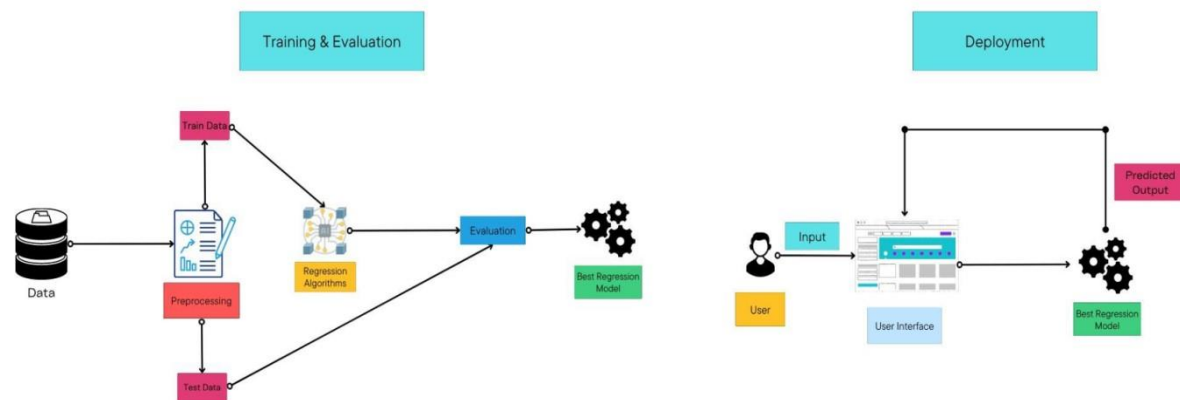 Training & Evaluation
Deployment
Train Data
Predicted
Output
Input
Evaluation
Data
Regression
Algorithms
Best Regression
Model
Preprocessing
User
User Interface
Best Regression
Model
Test Data